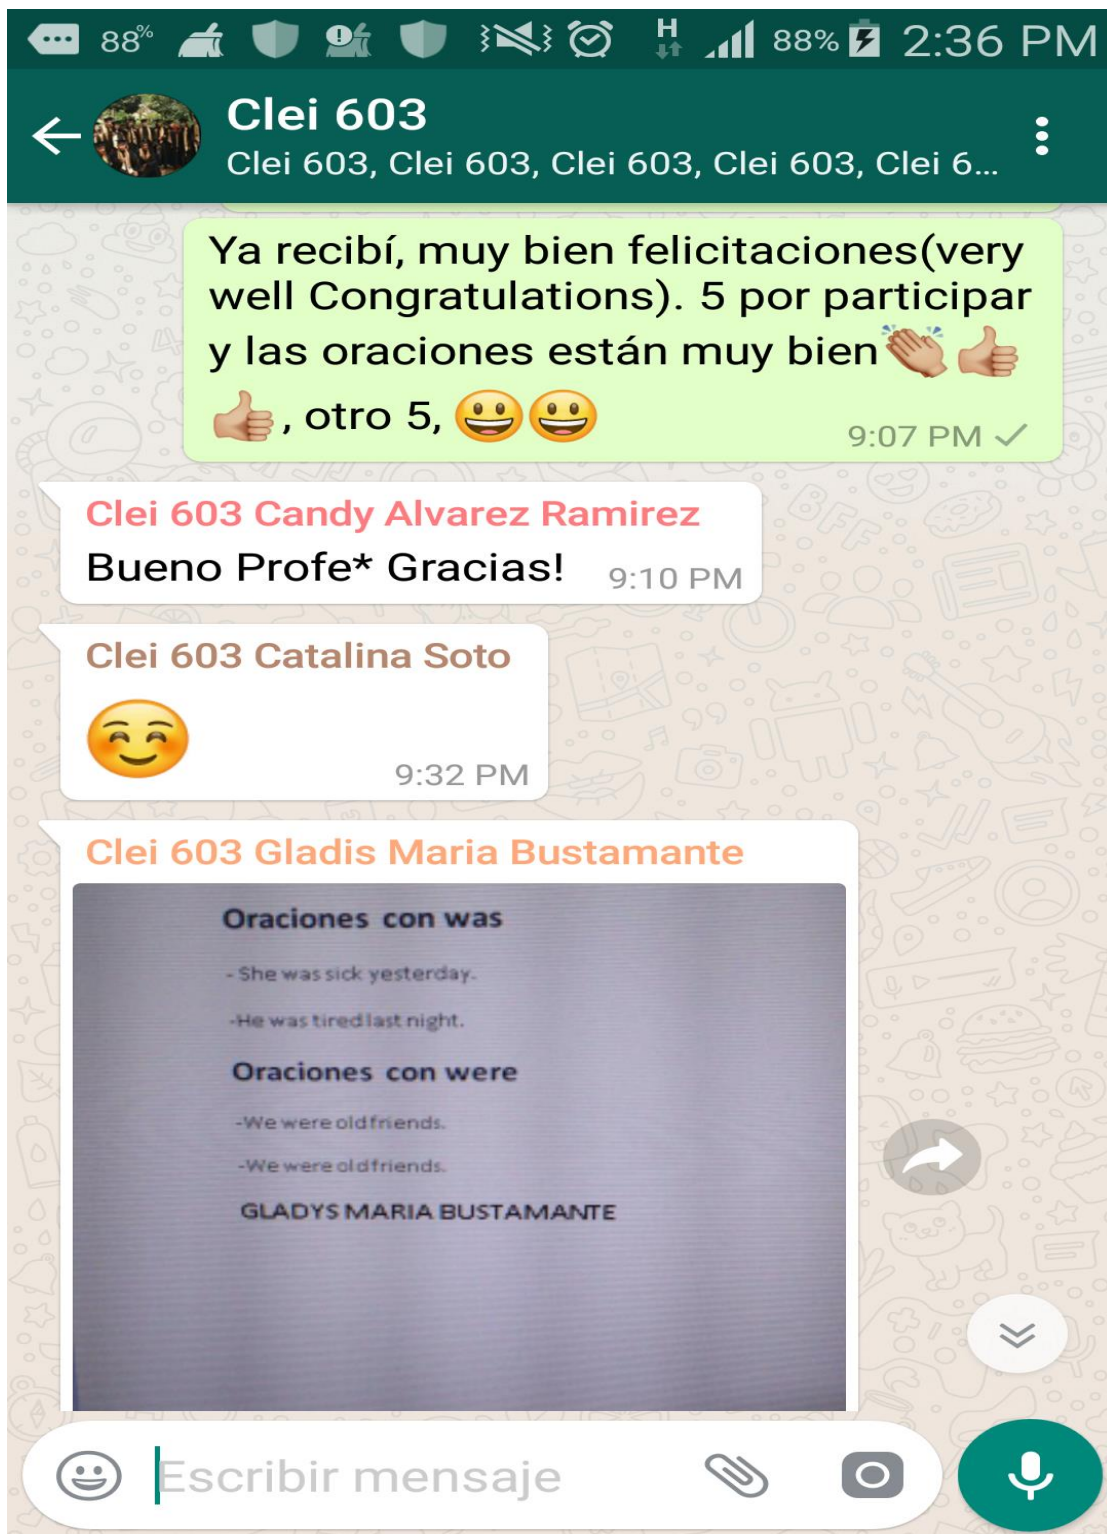 88%
H
88%
2:36 PM
Clei 603
Clei 603, Clei 603, Clei 603, Clei 603, Clei 6...
Ya recibí, muy bien felicitaciones(very
well Congratulations). 5 por participar
y las oraciones están muy bien👏👍
👍, otro 5, 😃😃
9:07 PM
Clei 603 Candy Alvarez Ramirez
Bueno Profe* Gracias!
9:10 PM
Clei 603 Catalina Soto
☺️
9:32 PM
Clei 603 Gladis Maria Bustamante
Oraciones con was
- She was sick yesterday.
-He was tired last night.
Oraciones con were
-We were old friends.
-We were old friends.
GLADYS MARIA BUSTAMANTE
Escribir mensaje